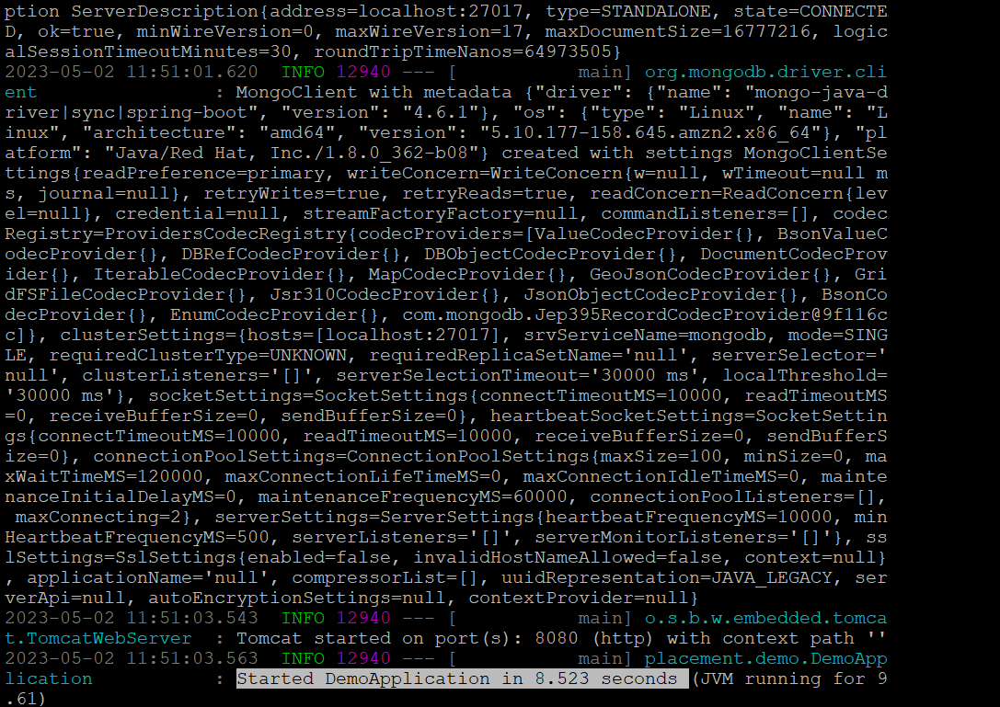 ption ServerDescription{address=localhost:27017, type=STANDALONE, state=CONNECTE
D, ok=true, minWireVersion=0, maxWireVersion=17, maxDocumentSize=16777216, logic
alSessionTimeoutMinutes=30, roundTripTimeNanos=64973505}
2023-05-02 11:51:01.620  INFO 12940 --- [           main] org.mongodb.driver.cli
ent                : MongoClient with metadata {"driver": {"name": "mongo-java-d
river|sync|spring-boot", "version": "4.6.1"}, "os": {"type": "Linux", "name": "L
inux", "architecture": "amd64", "version": "5.10.177-158.645.amzn2.x86_64"}, "pl
atform": "Java/Red Hat, Inc./1.8.0_362-b08"} created with settings MongoClientSe
ttings{readPreference=primary, writeConcern=WriteConcern{w=null, wTimeout=null m
s, journal=null}, retryWrites=true, retryReads=true, readConcern=ReadConcern{lev
el=null}, credential=null, streamFactoryFactory=null, commandListeners=[], codec
Registry=ProvidersCodecRegistry{codecProviders=[ValueCodecProvider{}, BsonValueC
odecProvider{}, DBRefCodecProvider{}, DBObjectCodecProvider{}, DocumentCodecProv
ider{}, IterableCodecProvider{}, MapCodecProvider{}, GeoJsonCodecProvider{}, Gri
dFSFileCodecProvider{}, Jsr310CodecProvider{}, JsonObjectCodecProvider{}, BsonCo
decProvider{}, EnumCodecProvider{}, com.mongodb.Jep395RecordCodecProvider@9f116c
c]}, clusterSettings={hosts=[localhost:27017], srvServiceName=mongodb, mode=SING
LE, requiredClusterType=UNKNOWN, requiredReplicaSetName='null', serverSelector='
null', clusterListeners='[]', serverSelectionTimeout='30000 ms', localThreshold=
'30000 ms'}, socketSettings=SocketSettings{connectTimeoutMS=10000, readTimeoutMS
=0, receiveBufferSize=0, sendBufferSize=0}, heartbeatSocketSettings=SocketSettin
gs{connectTimeoutMS=10000, readTimeoutMS=10000, receiveBufferSize=0, sendBufferS
ize=0}, connectionPoolSettings=ConnectionPoolSettings{maxSize=100, minSize=0, ma
xWaitTimeMS=120000, maxConnectionLifeTimeMS=0, maxConnectionIdleTimeMS=0, mainte
nanceInitialDelayMS=0, maintenanceFrequencyMS=60000, connectionPoolListeners=[],
 maxConnecting=2}, serverSettings=ServerSettings{heartbeatFrequencyMS=10000, min
HeartbeatFrequencyMS=500, serverListeners='[]', serverMonitorListeners='[]'}, ss
lSettings=SslSettings{enabled=false, invalidHostNameAllowed=false, context=null}
, applicationName='null', compressorList=[], uuidRepresentation=JAVA_LEGACY, ser
verApi=null, autoEncryptionSettings=null, contextProvider=null}
2023-05-02 11:51:03.543  INFO 12940 --- [           main] o.s.b.w.embedded.tomca
t.TomcatWebServer  : Tomcat started on port(s): 8080 (http) with context path ''
2023-05-02 11:51:03.563  INFO 12940 --- [           main] placement.demo.DemoApp
lication           : Started DemoApplication in 8.523 seconds (JVM running for 9
.61)